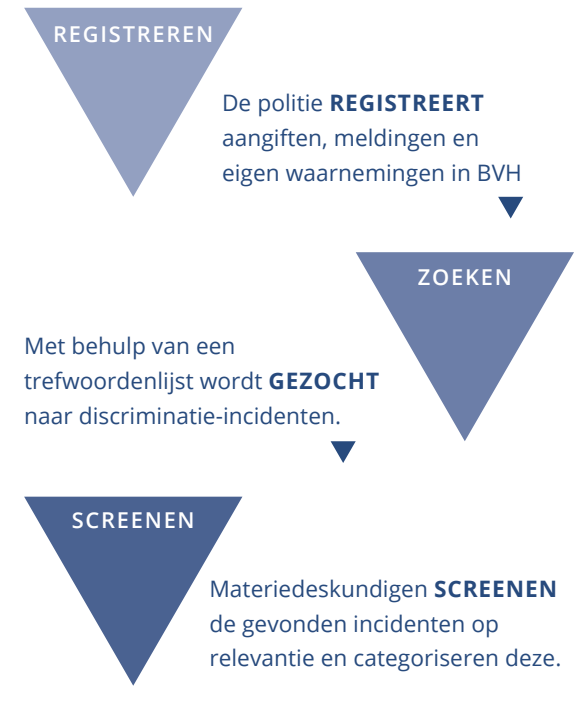 REGISTREREN
De politie REGISTREERT
aangiften, meldingen en
eigen waarnemingen in BVH
ZOEKEN
Met behulp van een
trefwoordenlijst wordt GEZOCHT
naar discriminatie-incidenten.
SCREENEN
Materiedeskundigen SCREENEN
de gevonden incidenten op
relevantie en categoriseren deze.